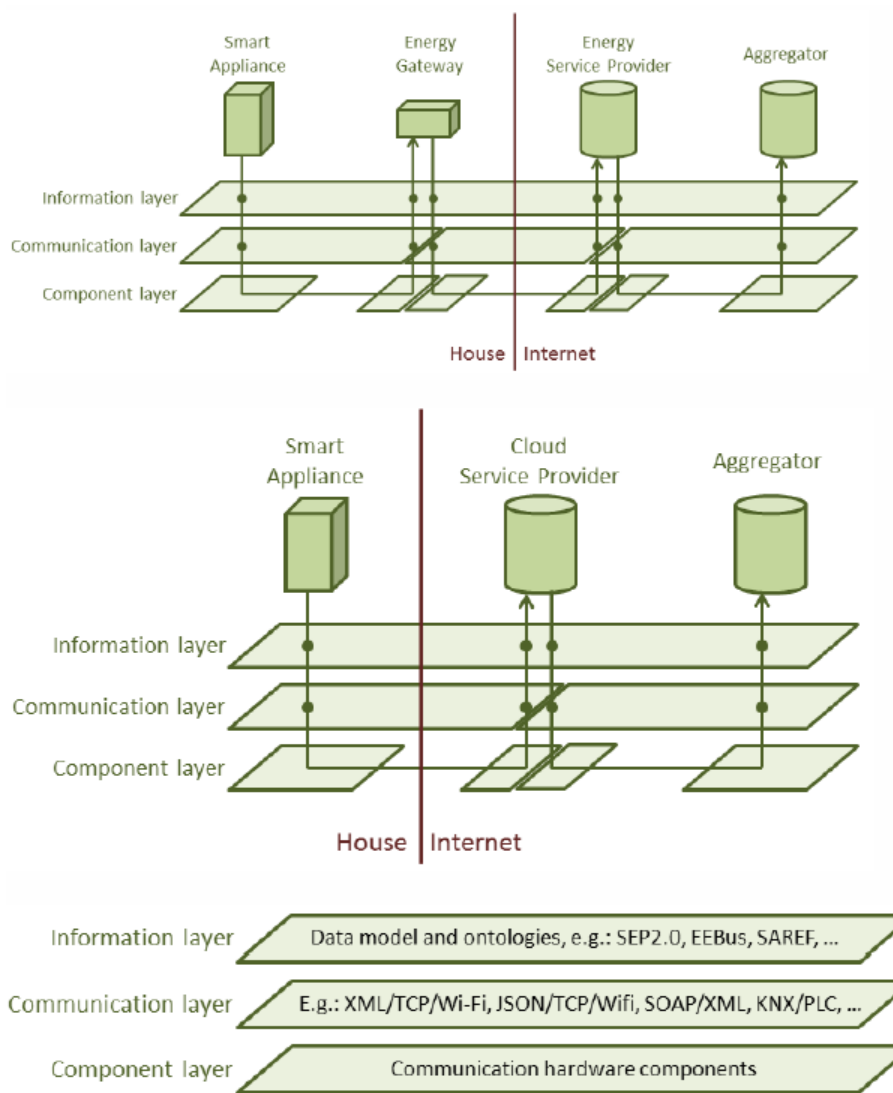 Smart
Appliance
Energy
Gateway
Energy
Service Provider
Aggregator
Information layer
Communication layer
Component layer
House
Internet
Smart
Appliance
Cloud
Service Provider
Aggregator
Information layer
Communication layer
Component layer
House
Internet
Information layer
Data model and ontologies, e.g.: SEP2.0, EEBus, SAREF, ...
Communication layer
E.g.: XML/TCP/Wi-Fi, JSON/TCP/Wifi, SOAP/XML, KNX/PLC, ...
Component layer
Communication hardware components